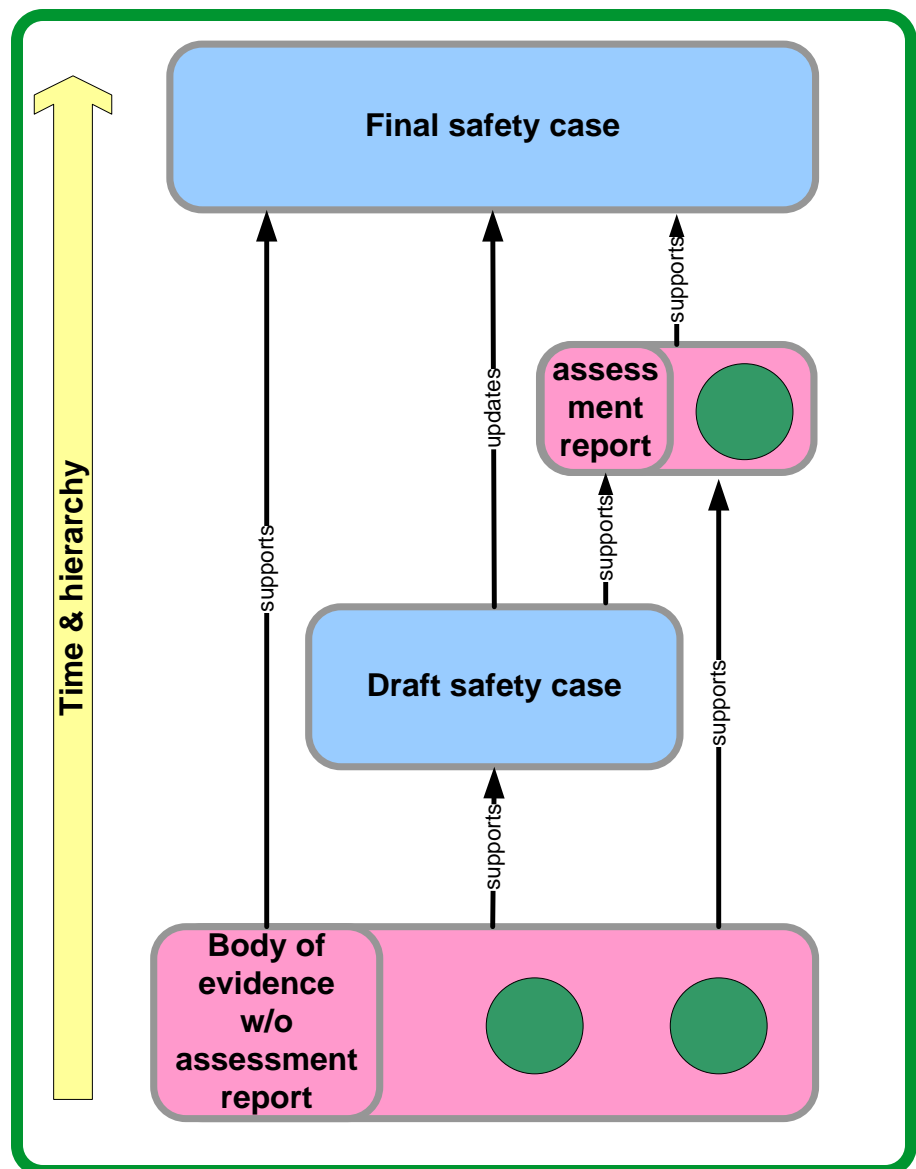 Final safety case
supports
assess
ment
report
updates
supports
supports
supports
Time & hierarchy
Draft safety case
supports
Body of
evidence
w/o
assessment
report